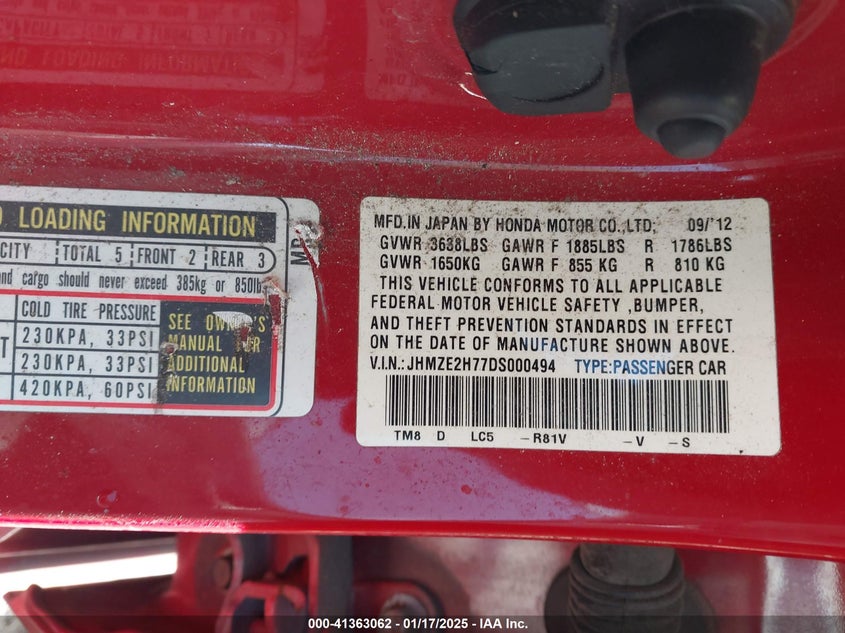 LOADING INFORMATION
CITY TOTAL 5 FRONT 2 REAR 3
and cargo should never exceed 385kg or 850lb
COLD TIRE PRESSURE
230KPA, 33PSI
230KPA, 33PSI
420KPA, 60PSI
SEE OWNER'S
MANUAL FOR
ADDITIONAL
INFORMATION
MFD.IN JAPAN BY HONDA MOTOR CO.,LTD; 09/'12
GVWR 3638LBS GAWR F 1885LBS R 1786LBS
GVWR 1650KG GAWR F 855 KG R 810 KG
THIS VEHICLE CONFORMS TO ALL APPLICABLE
FEDERAL MOTOR VEHICLE SAFETY ,BUMPER,
AND THEFT PREVENTION STANDARDS IN EFFECT
ON THE DATE OF MANUFACTURE SHOWN ABOVE.
V.I.N.: JHMZE2H77DS000494 TYPE:PASSENGER CAR
TM8 D LC5 -R81V -V -S
000-41363062 - 01/17/2025 - IAA Inc.